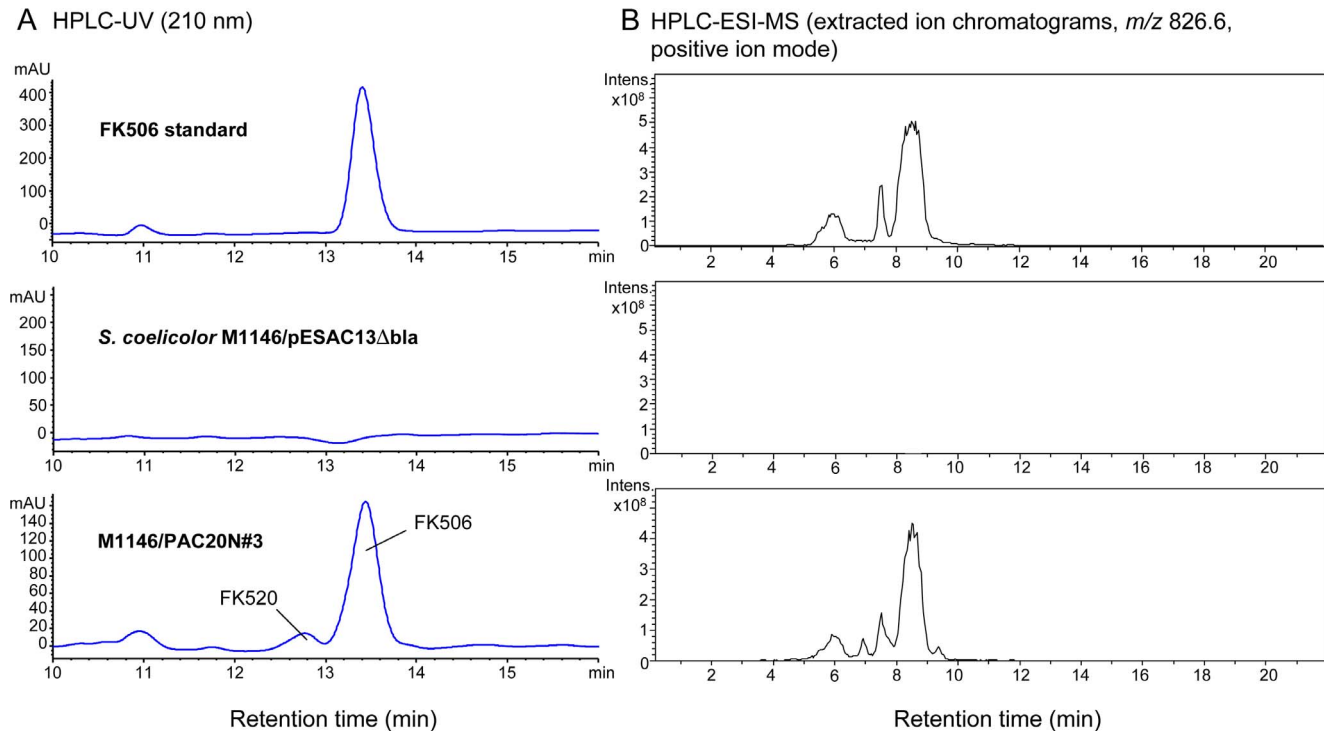 A HPLC-UV (210 nm)
mAU
400
300
200
100
0
FK506 standard
10 11 12 13 14 15 min
mAU
200
150
100
50
0
S. coelicolor M1146/pESAC13Δbla
10 11 12 13 14 15 min
mAU
140
120
100
80
60
40
20
0
M1146/PAC20N#3
FK506
FK520
10 11 12 13 14 15 min
Retention time (min)
B HPLC-ESI-MS (extracted ion chromatograms, m/z 826.6,
positive ion mode)
Intens.
x10⁸
5
4
3
2
1
0
2 4 6 8 10 12 14 16 18 20
Intens.
x10⁸
5
4
3
2
1
0
2 4 6 8 10 12 14 16 18 20
Intens.
x10⁸
4
3
2
1
0
2 4 6 8 10 12 14 16 18 20
Retention time (min)